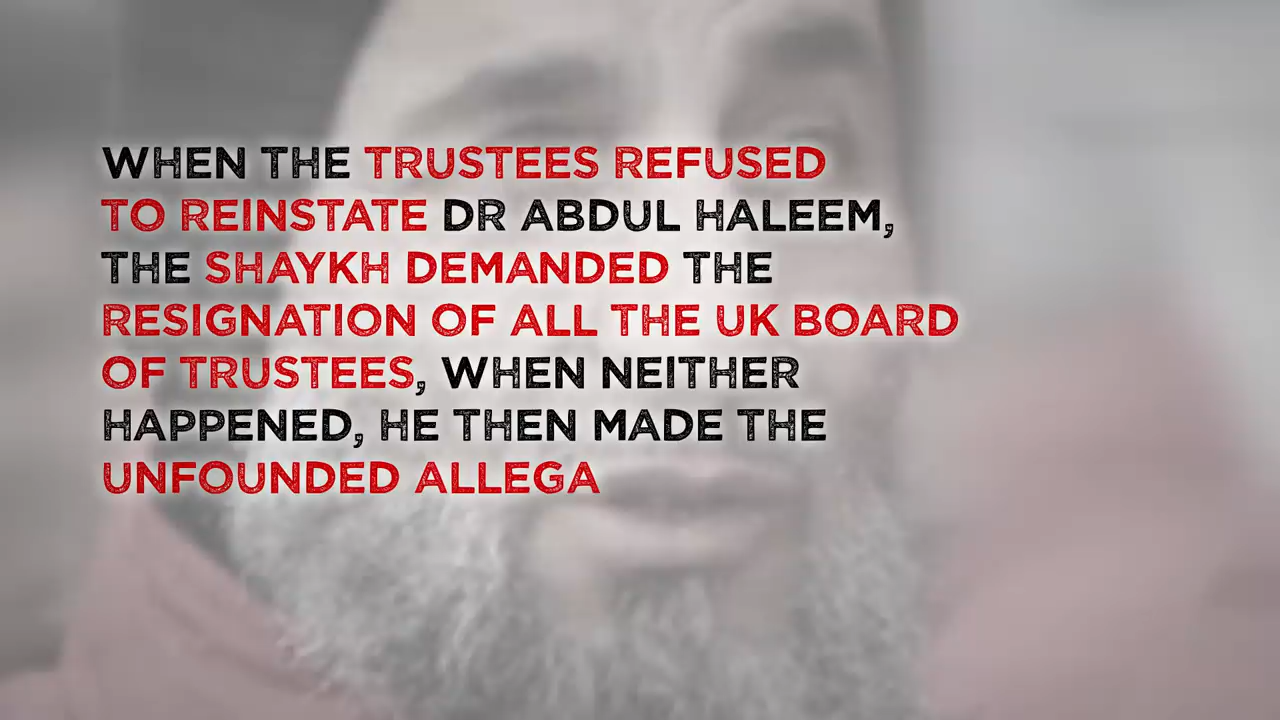 WHEN THE TRUSTEES REFUSED
TO REINSTATE DR ABDUL HALEEM,
THE SHAYKH DEMANDED THE
RESIGNATION OF ALL THE UK BOARD
OF TRUSTEES, WHEN NEITHER
HAPPENED, HE THEN MADE THE
UNFOUNDED ALLEGA